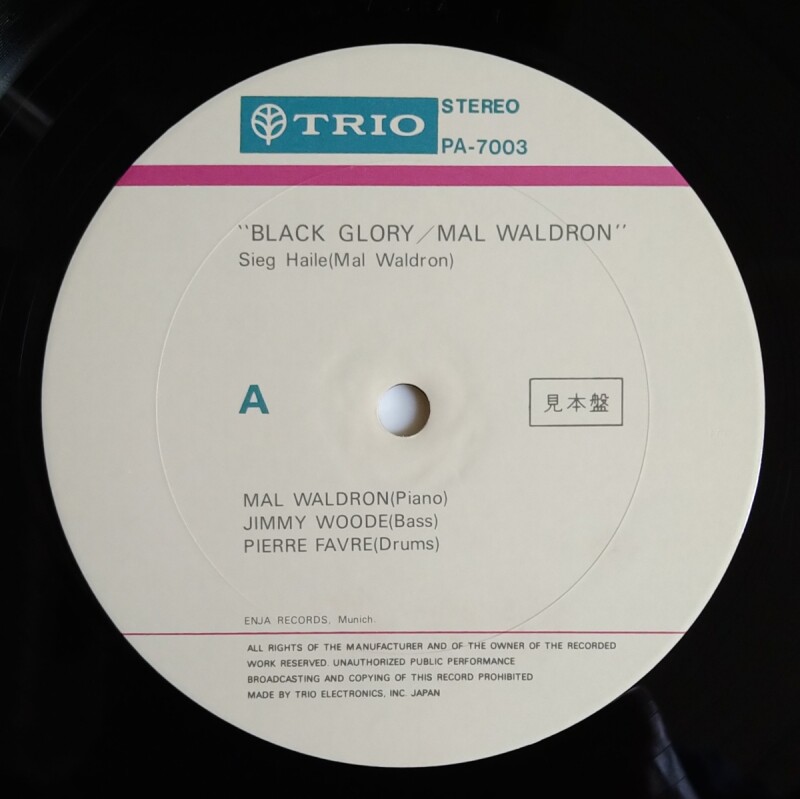 TRIO STEREO
PA-7003
"BLACK GLORY/MAL WALDRON"
Sieg Haile(Mal Waldron)
A
見本盤
MAL WALDRON(Piano)
JIMMY WOODE(Bass)
PIERRE FAVRE(Drums)
ENJA RECORDS, Munich.
ALL RIGHTS OF THE MANUFACTURER AND OF THE OWNER OF THE RECORDED
WORK RESERVED. UNAUTHORIZED PUBLIC PERFORMANCE
BROADCASTING AND COPYING OF THIS RECORD PROHIBITED
MADE BY TRIO ELECTRONICS, INC. JAPAN